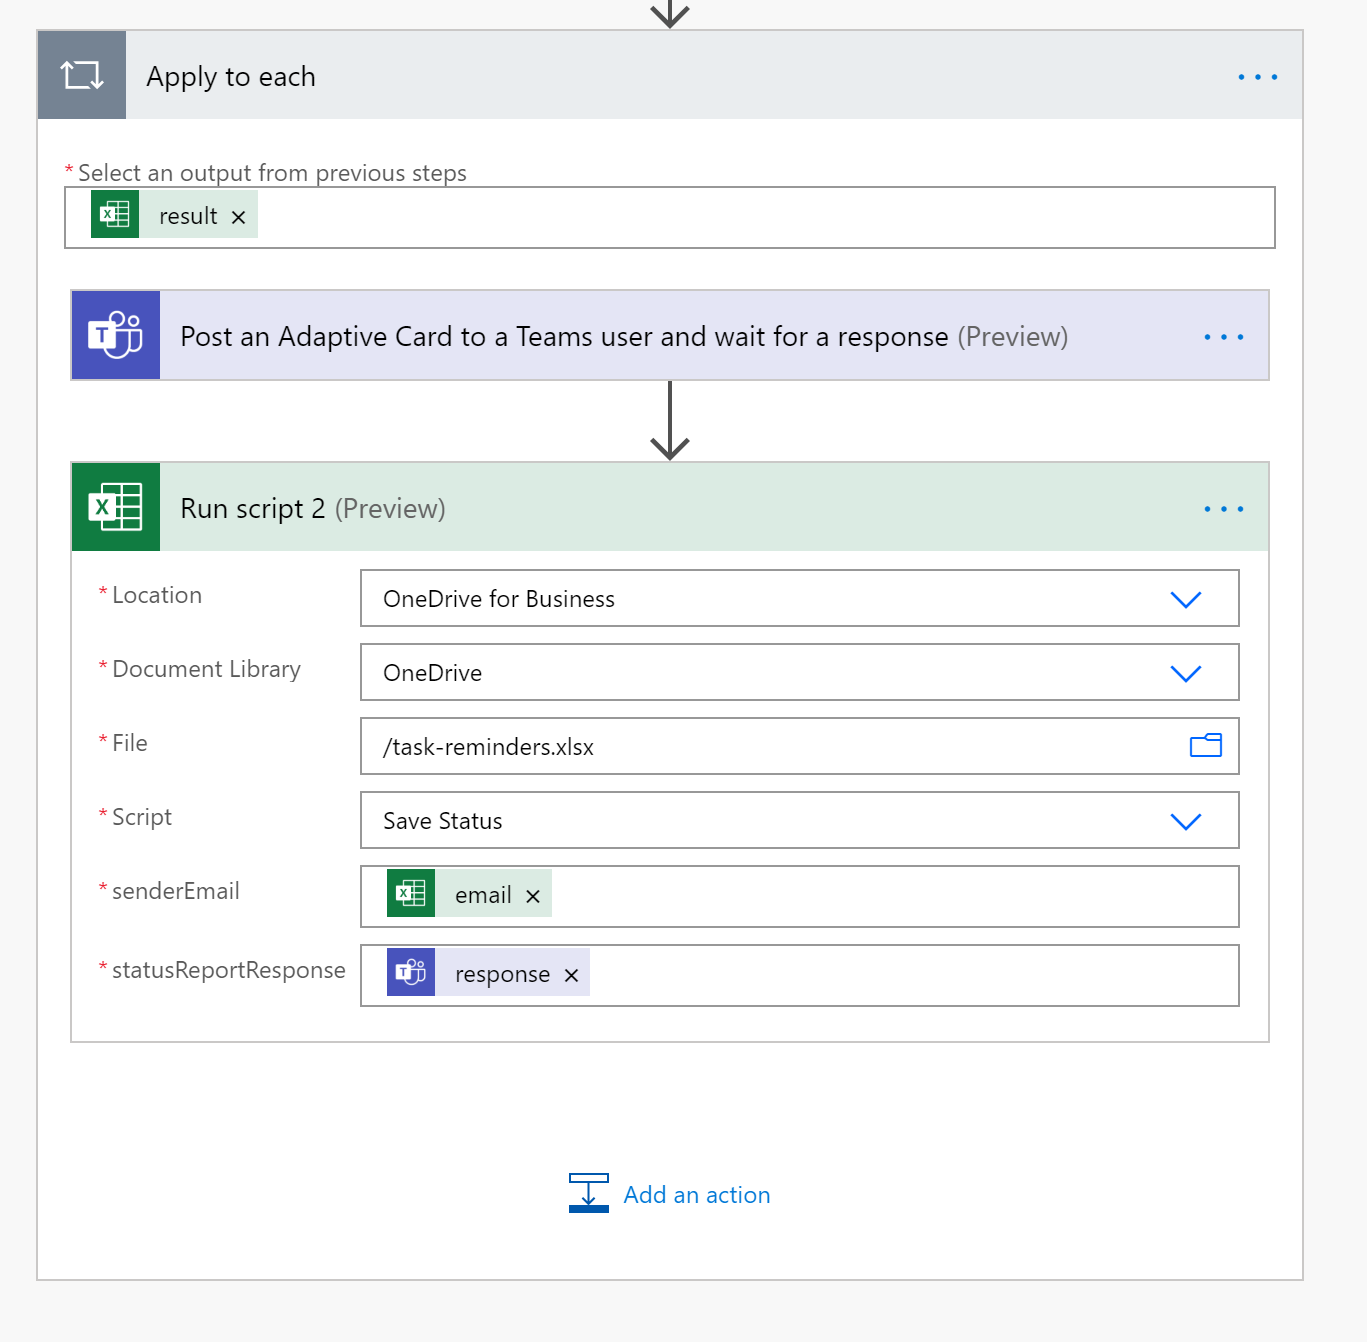 Apply to each
* Select an output from previous steps
result ×
Post an Adaptive Card to a Teams user and wait for a response (Preview)
Run script 2 (Preview)
* Location
OneDrive for Business
* Document Library
OneDrive
* File
/task-reminders.xlsx
* Script
Save Status
* senderEmail
email ×
* statusReportResponse
response ×
Add an action